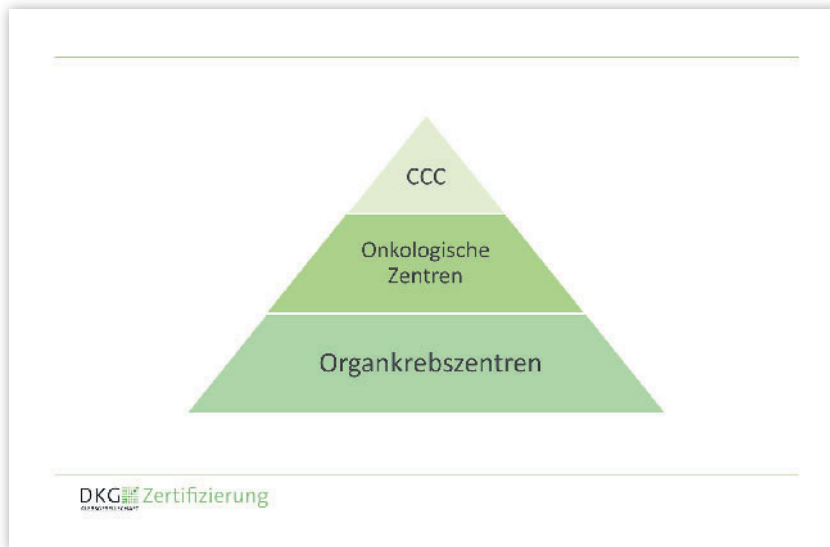 CCC
Onkologische
Zentren
Organkrebszentren
DKG Zertifizierung